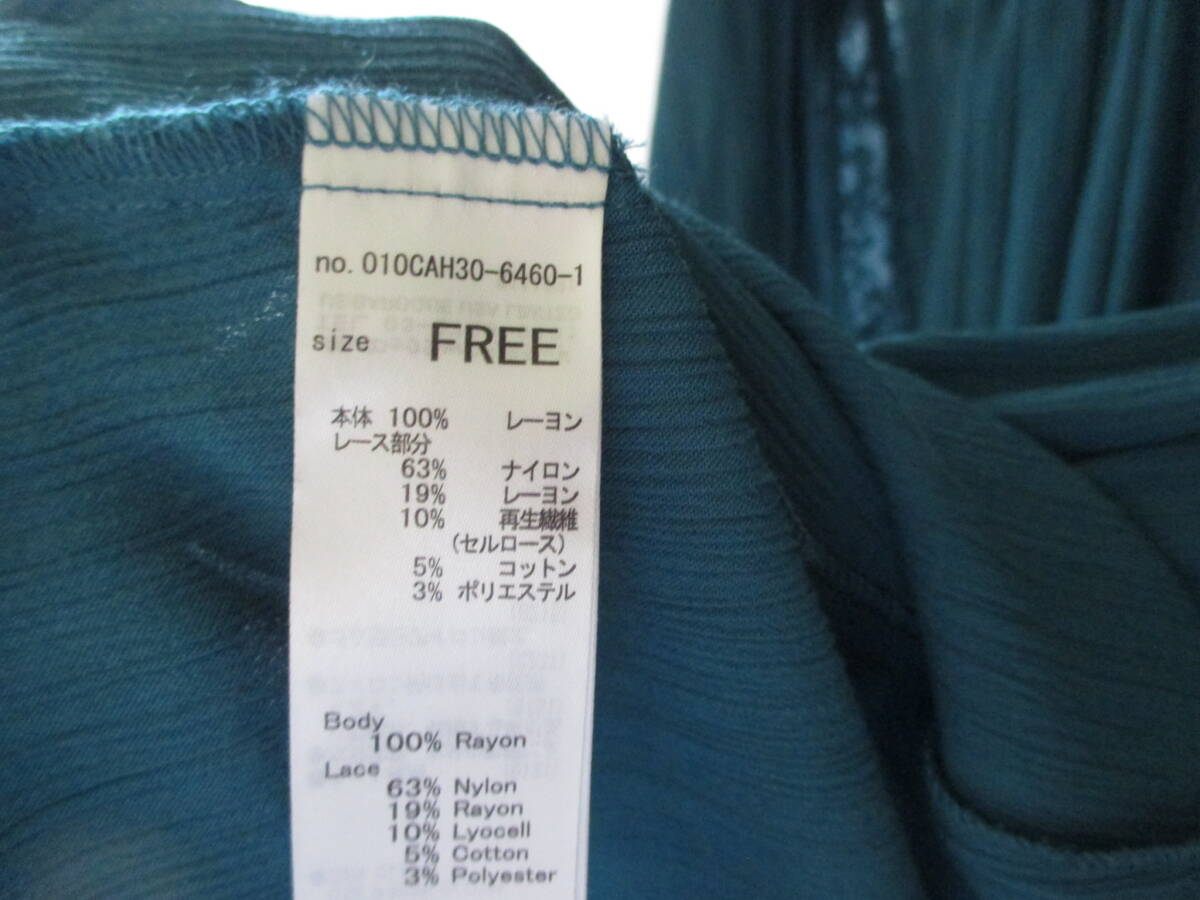 no. 010CAH30-6460-1
size FREE
本体 100% レーヨン
レース部分
63% ナイロン
19% レーヨン
10% 再生繊維
(セルロース)
5% コットン
3% ポリエステル
Body
100% Rayon
Lace
63% Nylon
19% Rayon
10% Lyocell
5% Cotton
3% Polyester